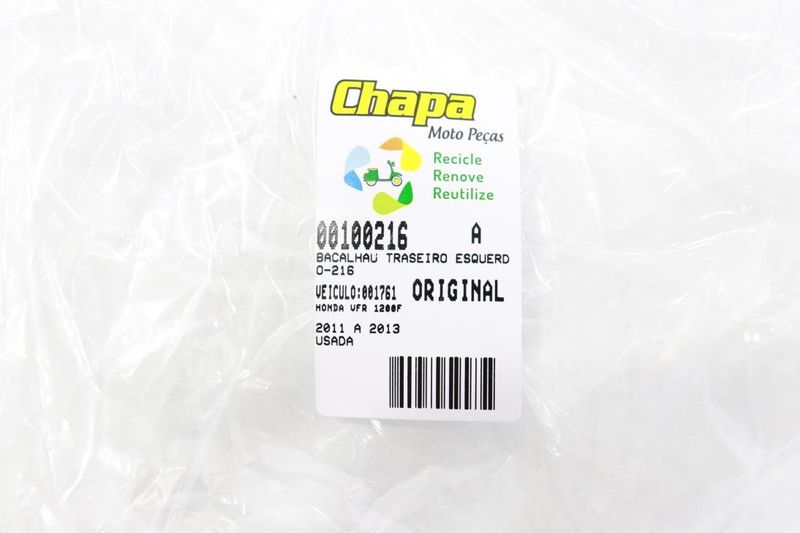 Chapa
Moto Peças
Recicle
Renove
Reutilize
00100216 A
BACALHAU TRASEIRO ESQUERD
O-216
VEICULO:001761 ORIGINAL
HONDA VFR 1200F
2011 A 2013
USADA